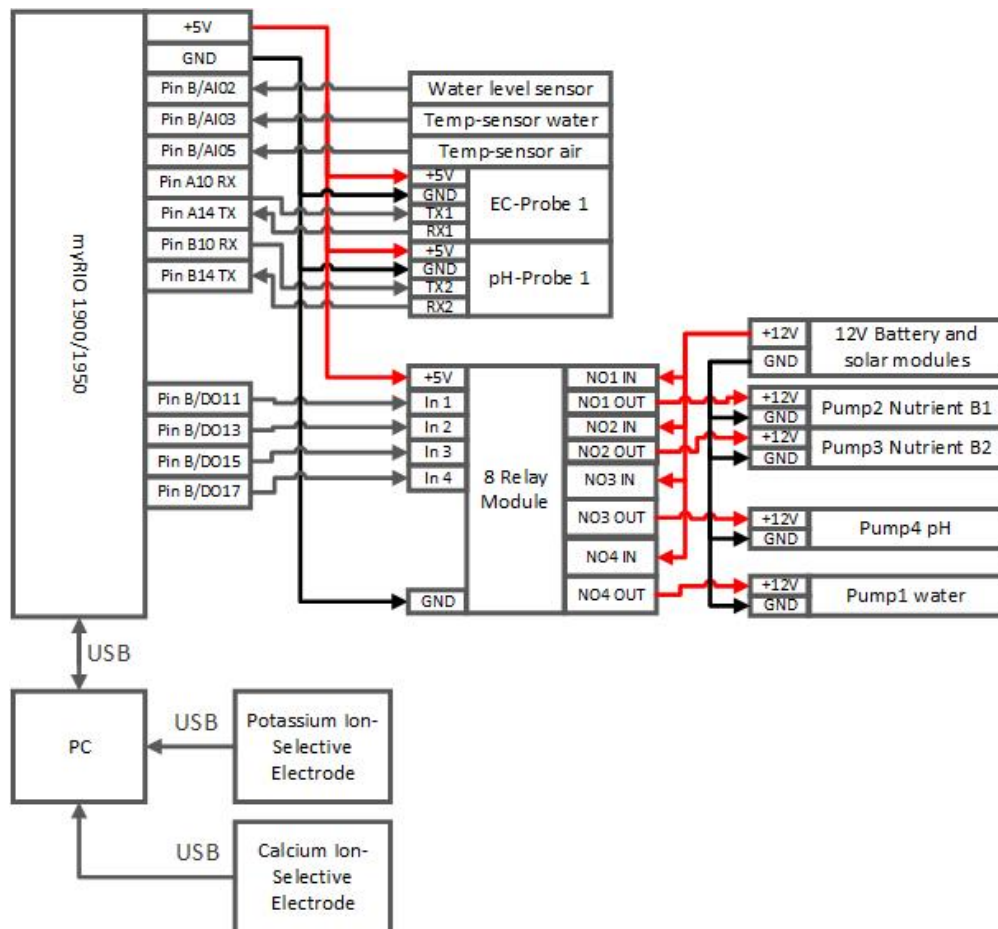 +5V
GND
Pin B/AI02
Pin B/AI03
Pin B/AI05
Pin A10 RX
Pin A14 TX
Pin B10 RX
Pin B14 TX
myRIO 1900/1950
Pin B/DO11
Pin B/DO13
Pin B/DO15
Pin B/DO17
Water level sensor
Temp-sensor water
Temp-sensor air
+5V
GND
TX1
RX1
EC-Probe 1
+5V
GND
TX2
RX2
pH-Probe 1
+5V
In 1
In 2
In 3
In 4
GND
8 Relay
Module
NO1 IN
NO1 OUT
NO2 IN
NO2 OUT
NO3 IN
NO3 OUT
NO4 IN
NO4 OUT
+12V
GND
12V Battery and
solar modules
+12V
GND
Pump2 Nutrient B1
+12V
GND
Pump3 Nutrient B2
+12V
GND
Pump4 pH
+12V
GND
Pump1 water
USB
PC
USB
Potassium Ion-
Selective
Electrode
USB
Calcium Ion-
Selective
Electrode